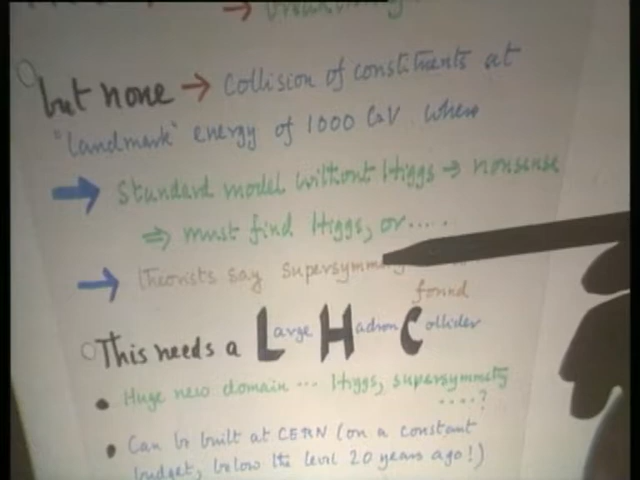 but none → Collision of constituents at
"landmark" energy of 1000 GeV where
→ Standard model without Higgs → nonsense
⇒ must find Higgs, or.....
→ theorists say supersymm
found
This needs a Large Hadron Collider
• Huge new domain ... Higgs, supersymmetry
....?
• Can be built at CERN (on a constant
budget, below the level 20 years ago!)